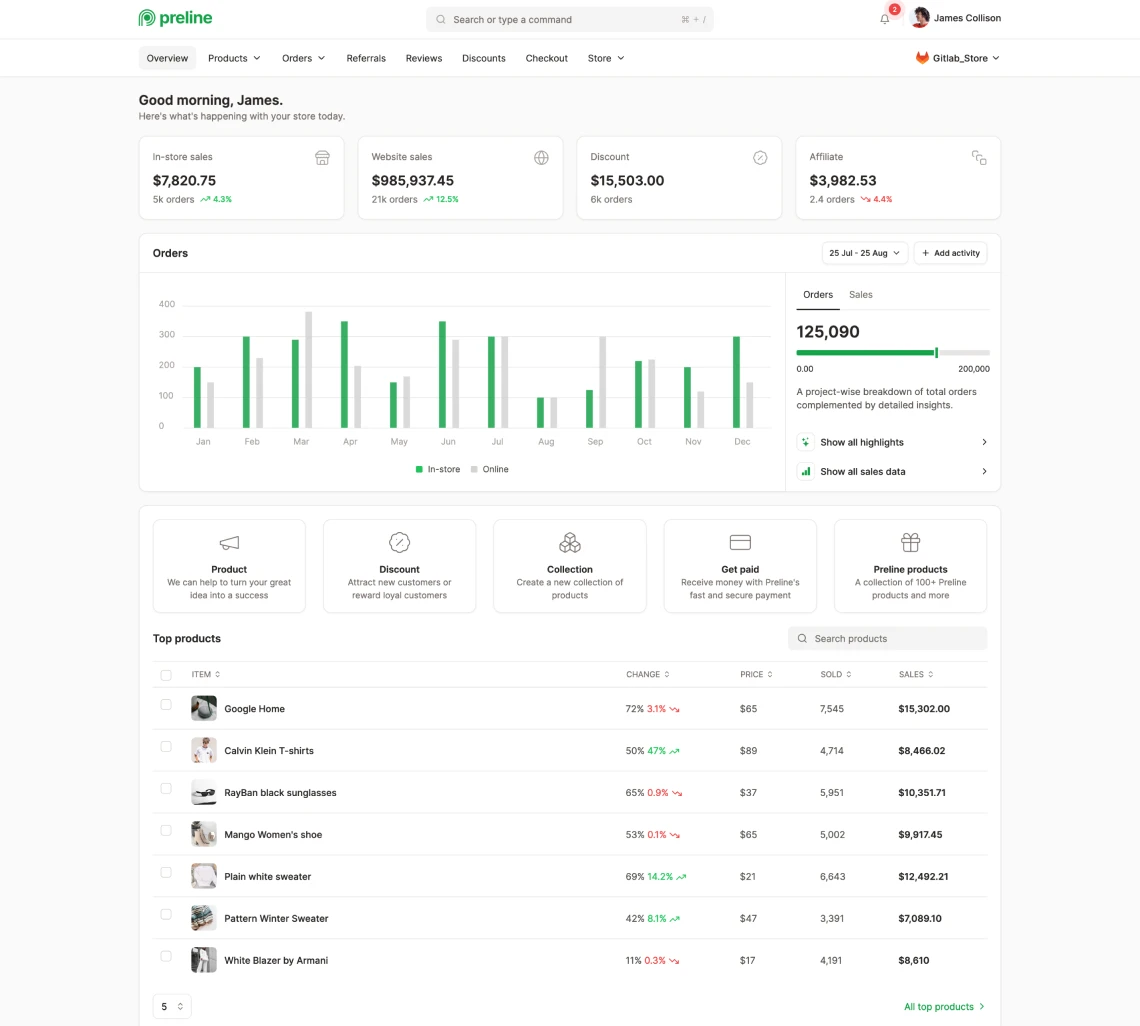 preline
Search or type a command
⌘ + /
2
James Collison
Overview
Products
Orders
Referrals
Reviews
Discounts
Checkout
Store
Gitlab_Store
Good morning, James.
Here's what's happening with your store today.
In-store sales
$7,820.75
5k orders 4.3%
Website sales
$985,937.45
21k orders 12.5%
Discount
$15,503.00
6k orders
Affiliate
$3,982.53
2.4 orders 4.4%
Orders
25 Jul - 25 Aug
+ Add activity
400
300
200
100
0
Jan Feb Mar Apr May Jun Jul Aug Sep Oct Nov Dec
In-store Online
Orders Sales
125,090
0.00 200,000
A project-wise breakdown of total orders
complemented by detailed insights.
Show all highlights
Show all sales data
Product
We can help to turn your great
idea into a success
Discount
Attract new customers or
reward loyal customers
Collection
Create a new collection of
products
Get paid
Receive money with Preline's
fast and secure payment
Preline products
A collection of 100+ Preline
products and more
Top products
Search products
ITEM CHANGE PRICE SOLD SALES
Google Home 72% 3.1% $65 7,545 $15,302.00
Calvin Klein T-shirts 50% 47% $89 4,714 $8,466.02
RayBan black sunglasses 65% 0.9% $37 5,951 $10,351.71
Mango Women's shoe 53% 0.1% $65 5,002 $9,917.45
Plain white sweater 69% 14.2% $21 6,643 $12,492.21
Pattern Winter Sweater 42% 8.1% $47 3,391 $7,089.10
White Blazer by Armani 11% 0.3% $17 4,191 $8,610
5
All top products